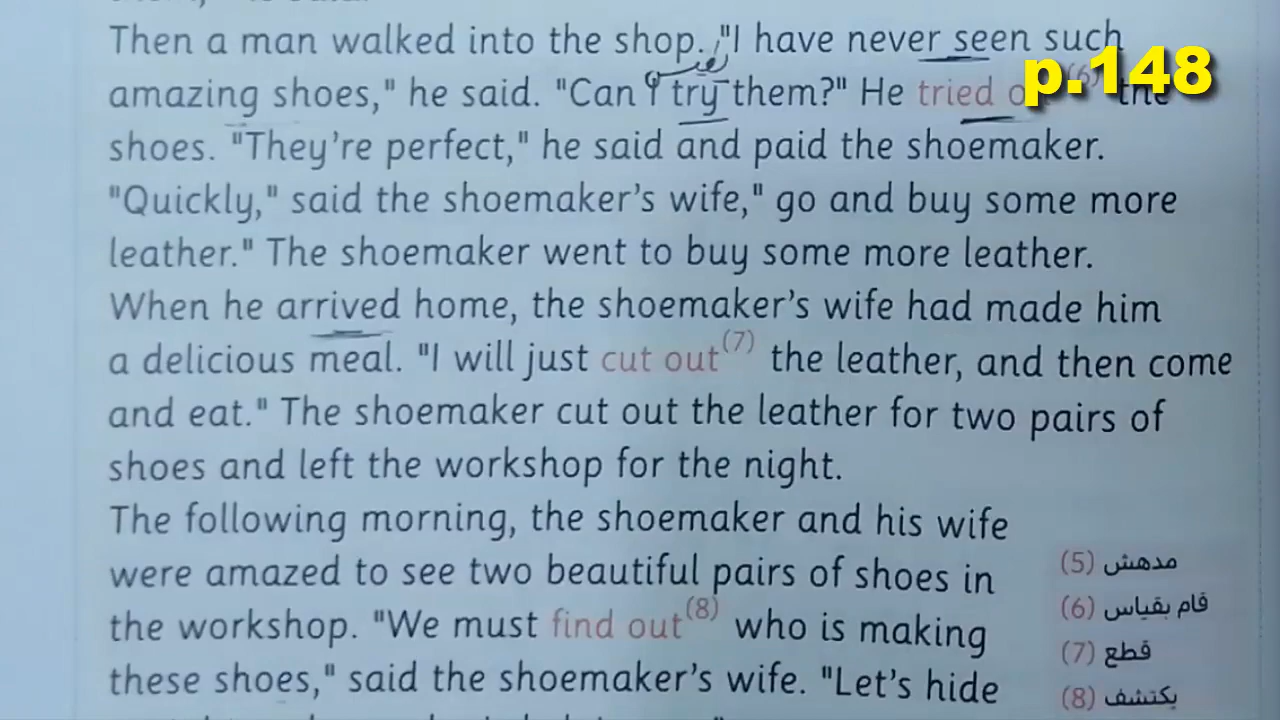 Then a man walked into the shop. "I have never seen such
p.148
amazing shoes," he said. "Can I try them?" He tried (6) the
shoes. "They're perfect," he said and paid the shoemaker.
"Quickly," said the shoemaker's wife," go and buy some more
leather." The shoemaker went to buy some more leather.
When he arrived home, the shoemaker's wife had made him
a delicious meal. "I will just cut out(7) the leather, and then come
and eat." The shoemaker cut out the leather for two pairs of
shoes and left the workshop for the night.
The following morning, the shoemaker and his wife
were amazed to see two beautiful pairs of shoes in
the workshop. "We must find out(8) who is making
these shoes," said the shoemaker's wife. "Let's hide
(5) مدهش
(6) قام بقياس
(7) قطع
(8) يكتشف